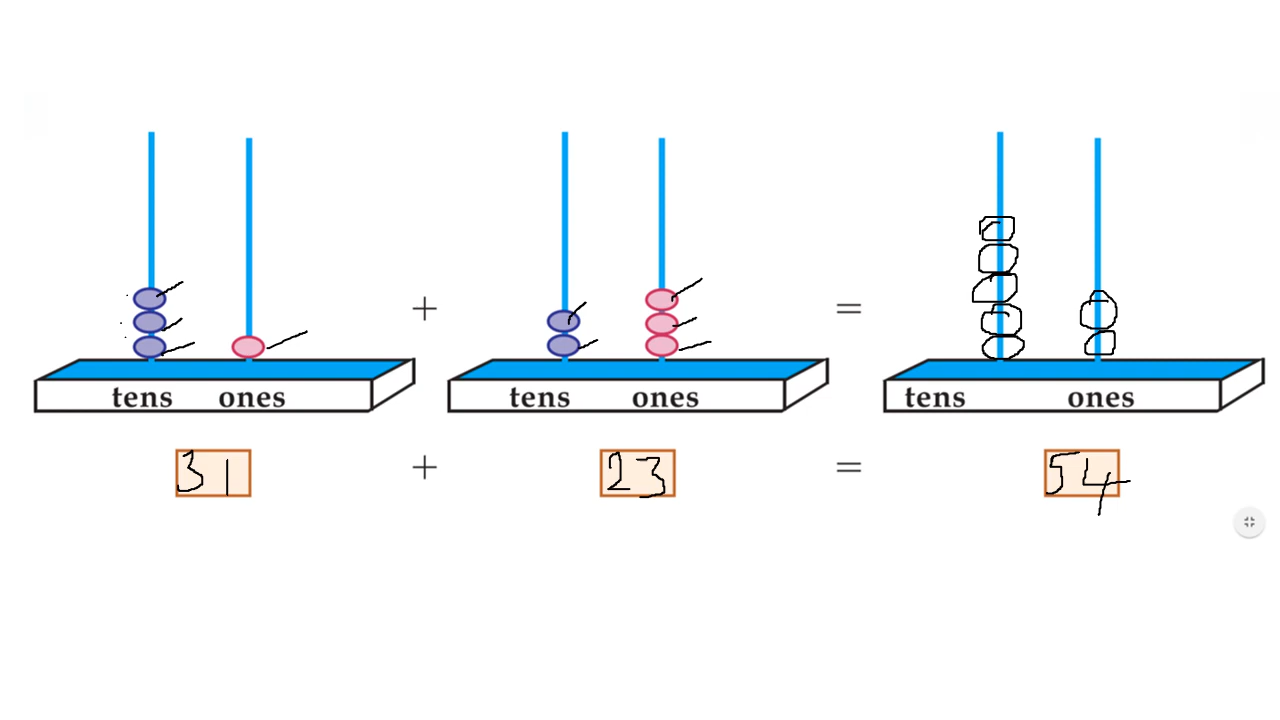 + =
tens ones tens ones tens ones
31 + 23 = 54